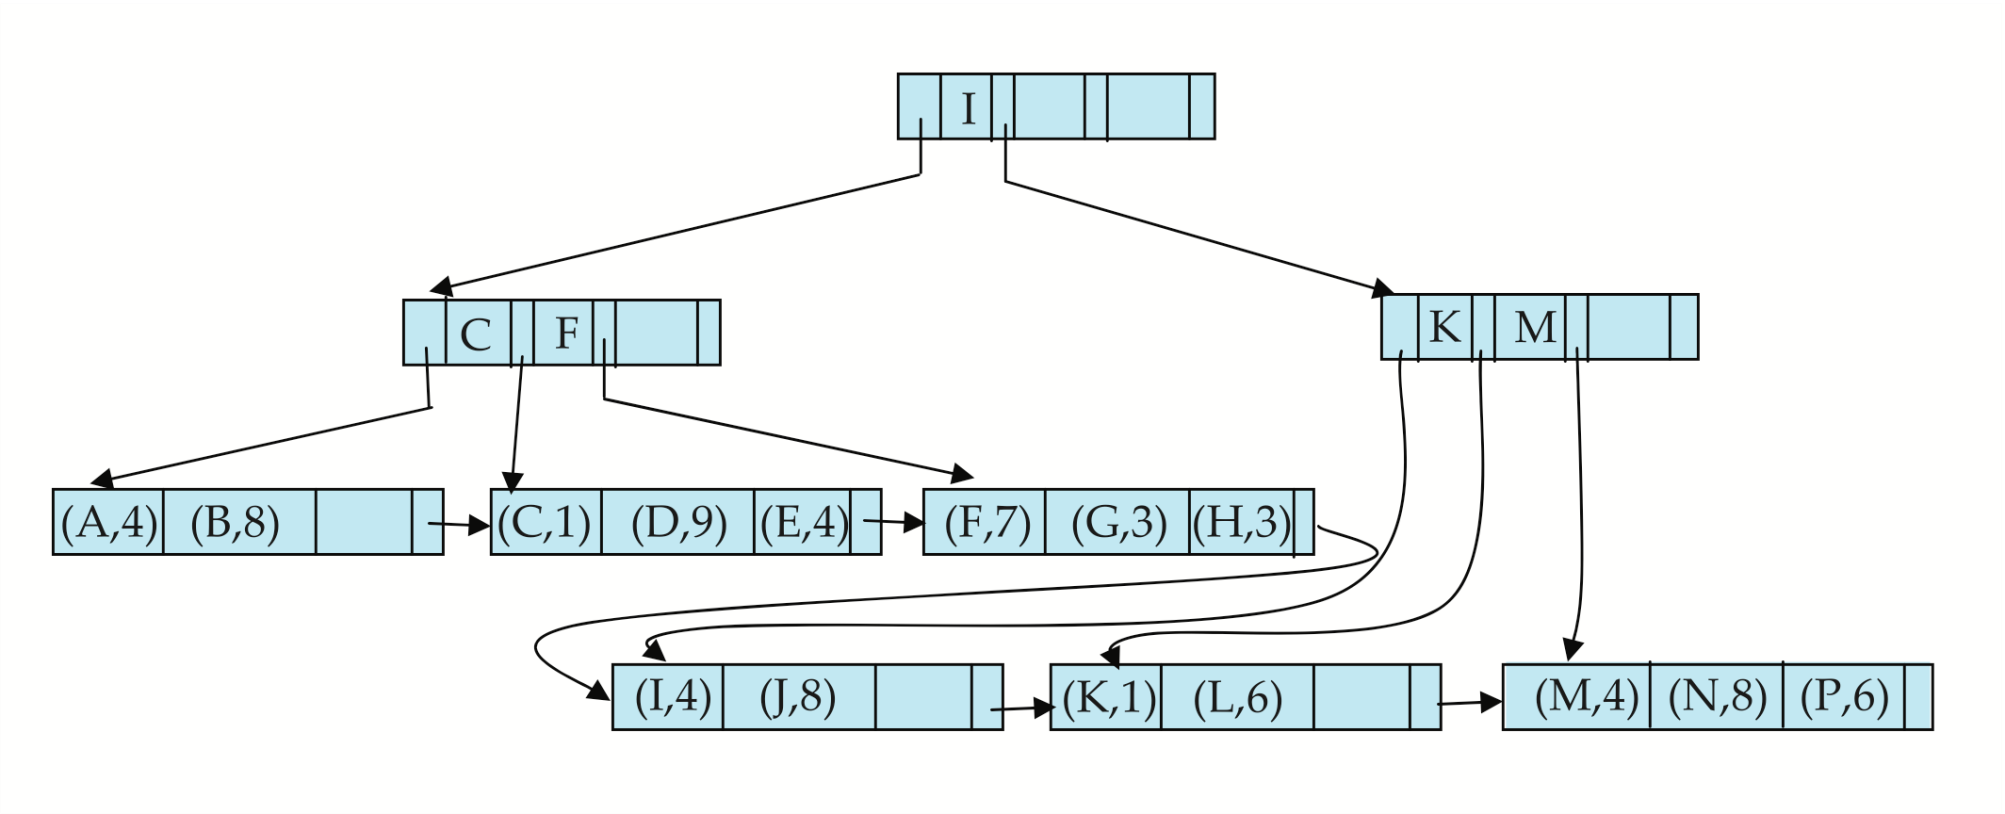 I
C F
K M
(A,4) (B,8) (C,1) (D,9) (E,4) (F,7) (G,3) (H,3)
(I,4) (J,8) (K,1) (L,6) (M,4) (N,8) (P,6)